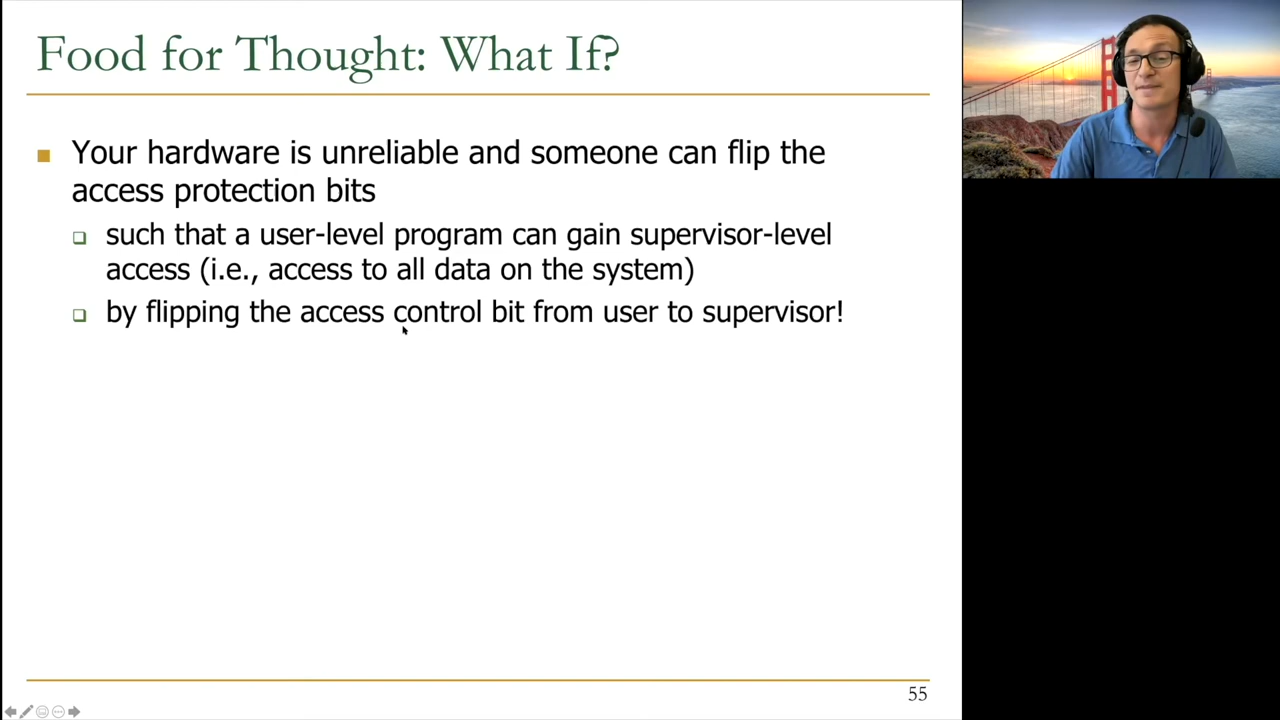 Food for Thought: What If?
Your hardware is unreliable and someone can flip the
access protection bits
such that a user-level program can gain supervisor-level
access (i.e., access to all data on the system)
by flipping the access control bit from user to supervisor!
55